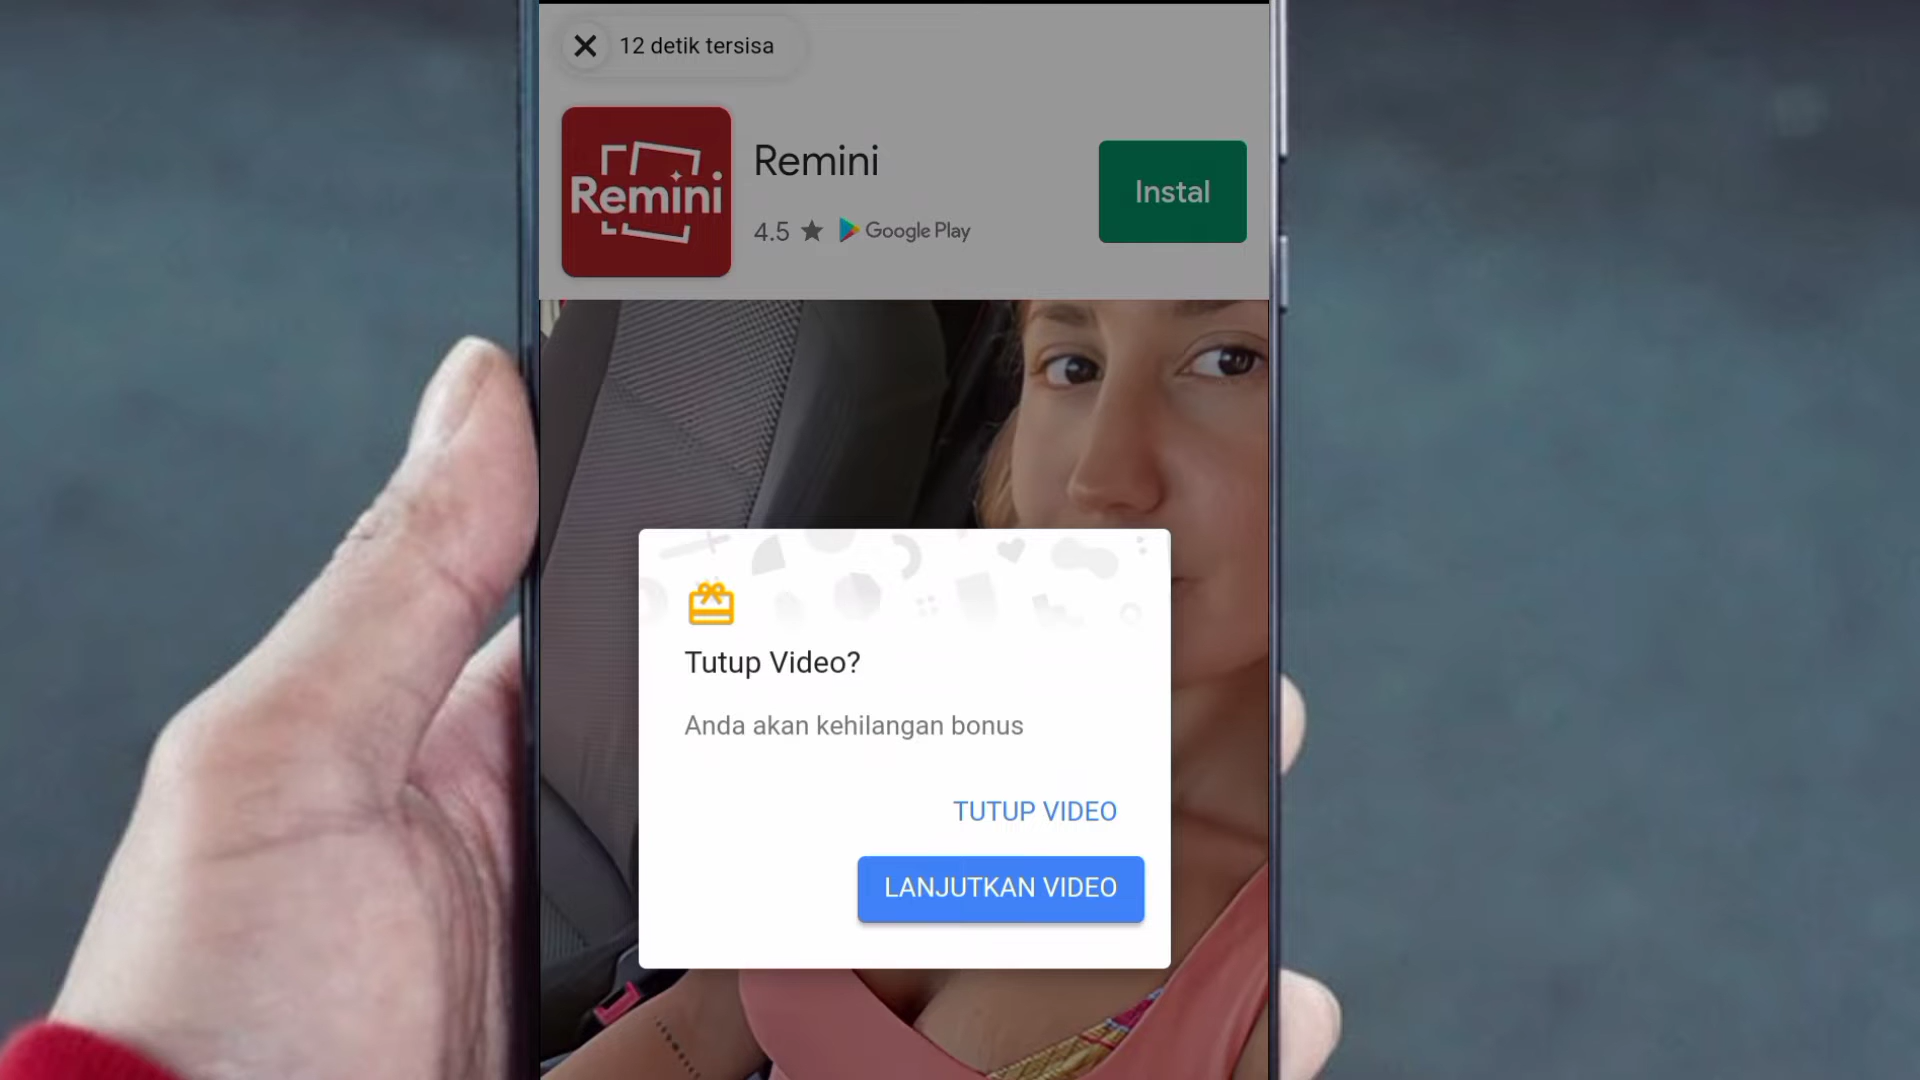 12 detik tersisa
Remini
Remini
4.5
Google Play
Instal
Tutup Video?
Anda akan kehilangan bonus
TUTUP VIDEO
LANJUTKAN VIDEO